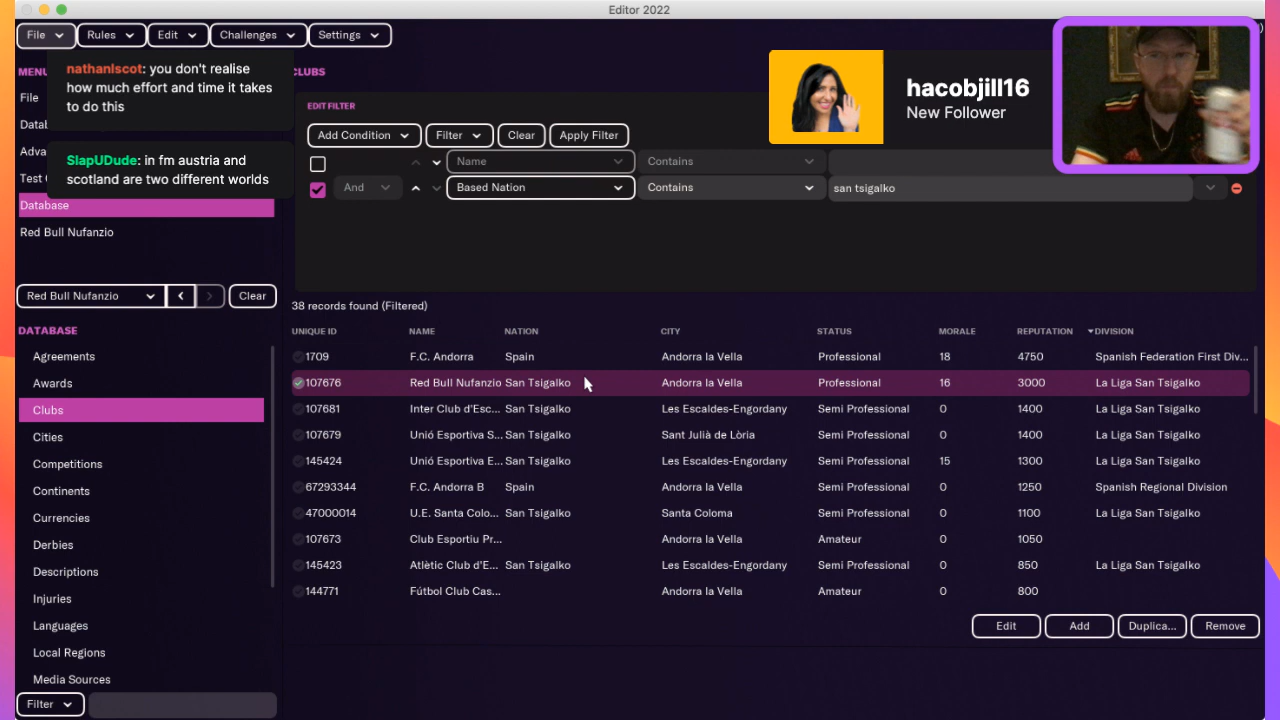 Editor 2022
File
Rules
Edit
Challenges
Settings
MENU
nathanlscot: you don't realise
how much effort and time it takes
to do this
SlapUDude: in fm austria and
scotland are two different worlds
File
Database
Red Bull Nufanzio
hacobjill16
New Follower
CLUBS
EDIT FILTER
Add Condition
Filter
Clear
Apply Filter
Name
Contains
And
Based Nation
Contains
san tsigalko
Red Bull Nufanzio
Clear
38 records found (Filtered)
DATABASE
Agreements
Awards
Clubs
Cities
Competitions
Continents
Currencies
Derbies
Descriptions
Injuries
Languages
Local Regions
Media Sources
Filter
UNIQUE ID NAME NATION CITY STATUS MORALE REPUTATION DIVISION
1709 F.C. Andorra Spain Andorra la Vella Professional 18 4750 Spanish Federation First Div...
107676 Red Bull Nufanzio San Tsigalko Andorra la Vella Professional 16 3000 La Liga San Tsigalko
107681 Inter Club d'Esc... San Tsigalko Les Escaldes-Engordany Semi Professional 0 1400 La Liga San Tsigalko
107679 Unió Esportiva S... San Tsigalko Sant Julià de Lòria Semi Professional 0 1400 La Liga San Tsigalko
145424 Unió Esportiva E... San Tsigalko Les Escaldes-Engordany Semi Professional 15 1300 La Liga San Tsigalko
67293344 F.C. Andorra B Spain Andorra la Vella Semi Professional 0 1250 Spanish Regional Division
47000014 U.E. Santa Colo... San Tsigalko Santa Coloma Semi Professional 0 1100 La Liga San Tsigalko
107673 Club Esportiu Pr... Andorra la Vella Amateur 0 1050
145423 Atlètic Club d'E... San Tsigalko Les Escaldes-Engordany Semi Professional 0 850 La Liga San Tsigalko
144771 Fútbol Club Cas... Andorra la Vella Amateur 0 800
Edit
Add
Duplica...
Remove